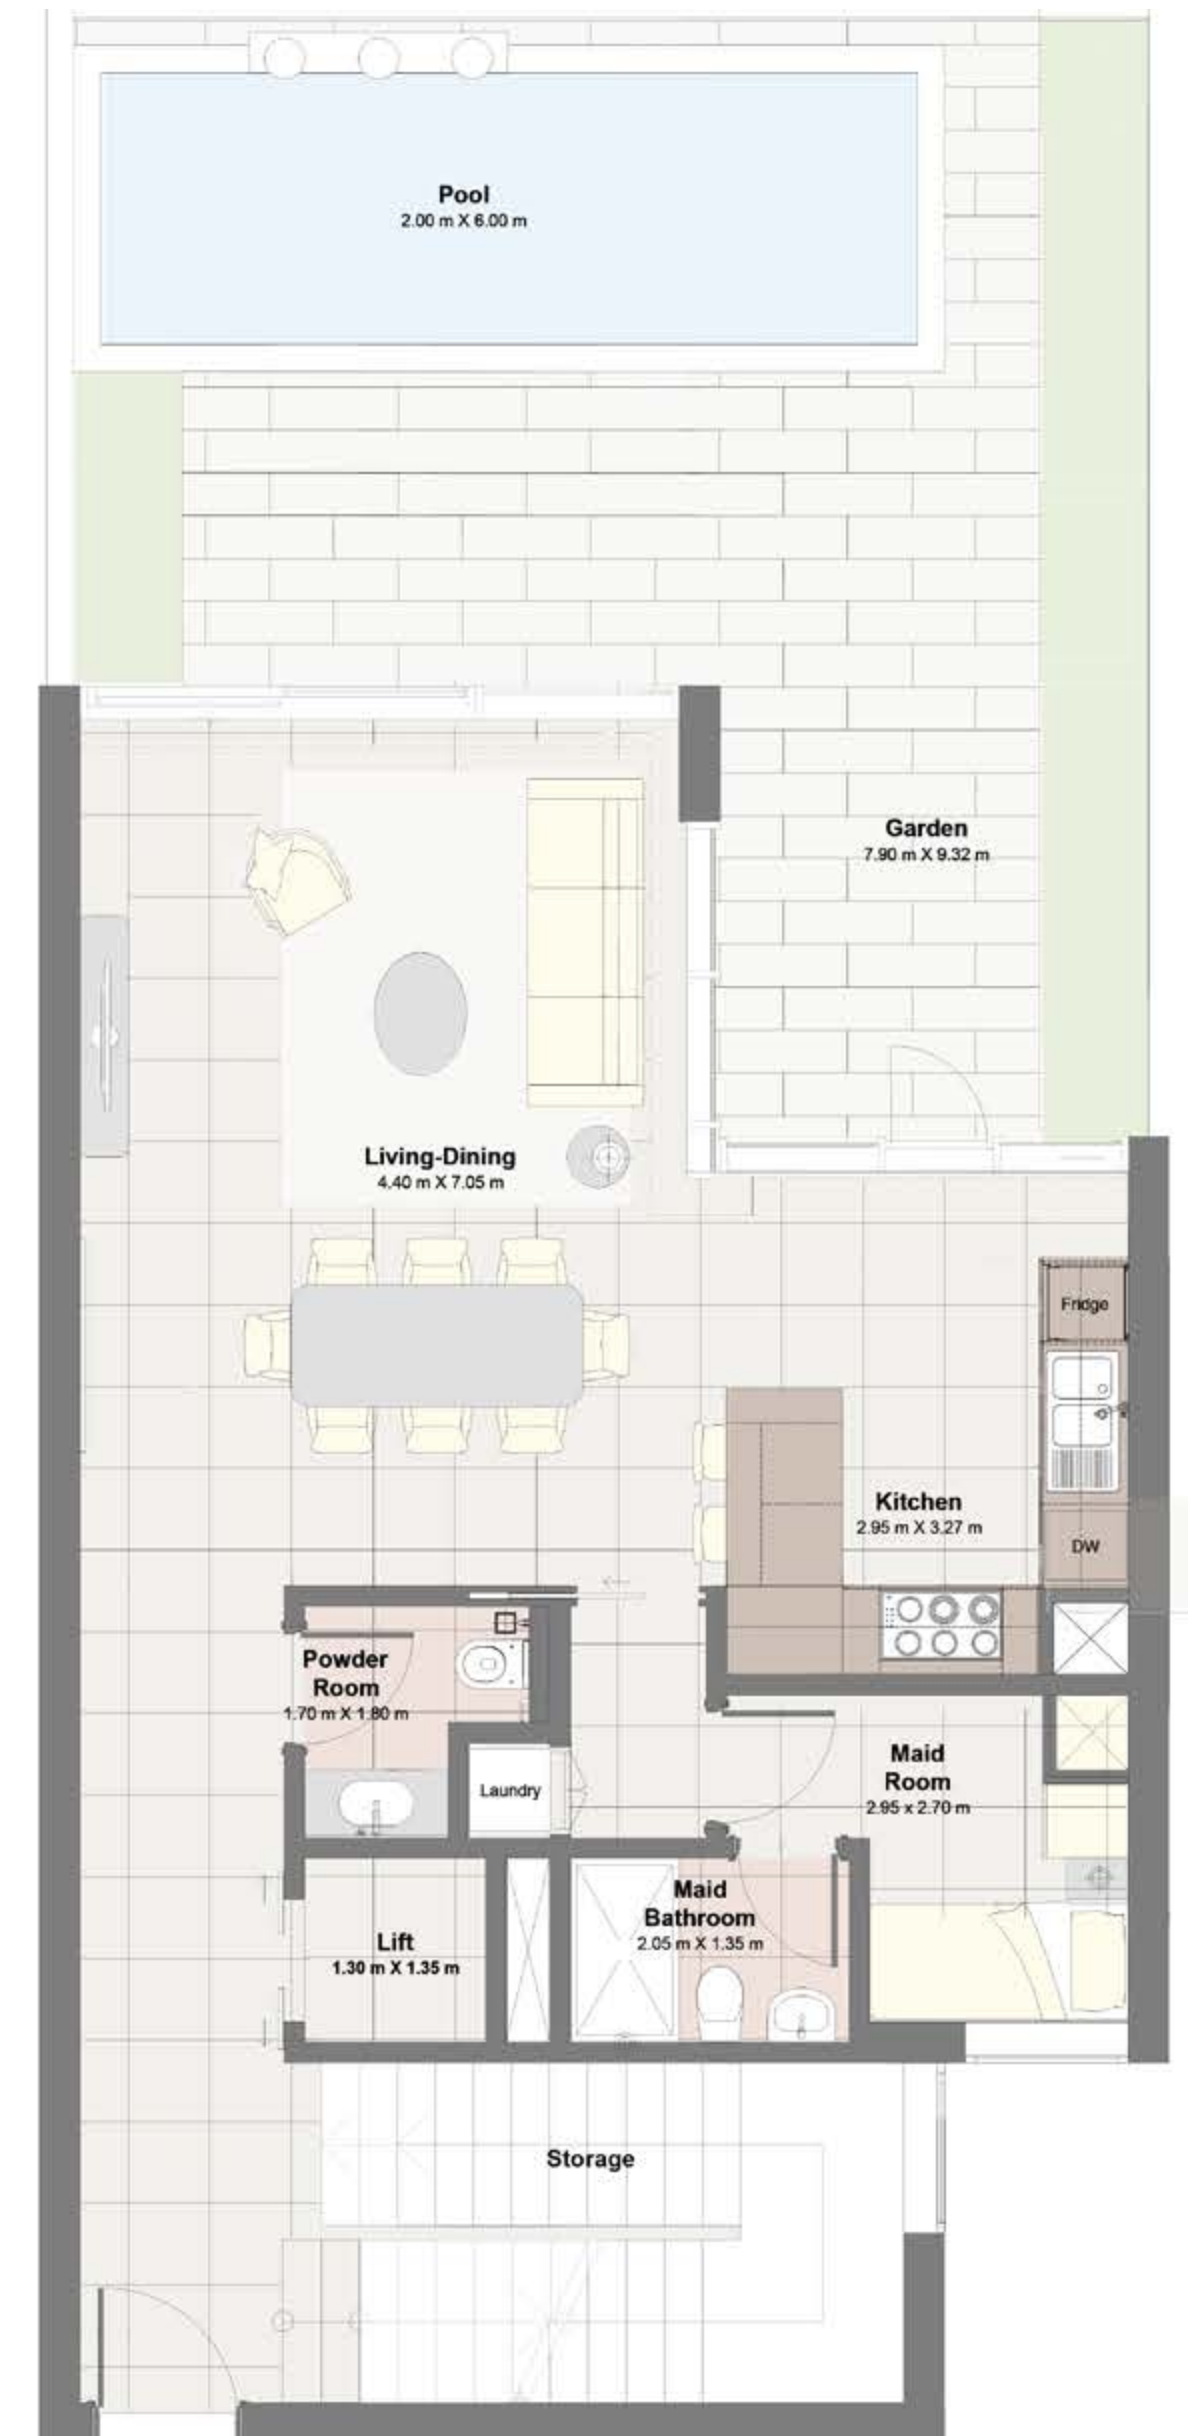 Pool
2.00 m X 6.00 m
Garden
7.90 m X 9.32 m
Living-Dining
4.40 m X 7.05 m
Fridge
Kitchen
2.95 m X 3.27 m
DW
Powder
Room
1.70 m X 1.80 m
Laundry
Maid
Room
2.95 x 2.70 m
Maid
Bathroom
2.05 m X 1.35 m
Lift
1.30 m X 1.35 m
Storage